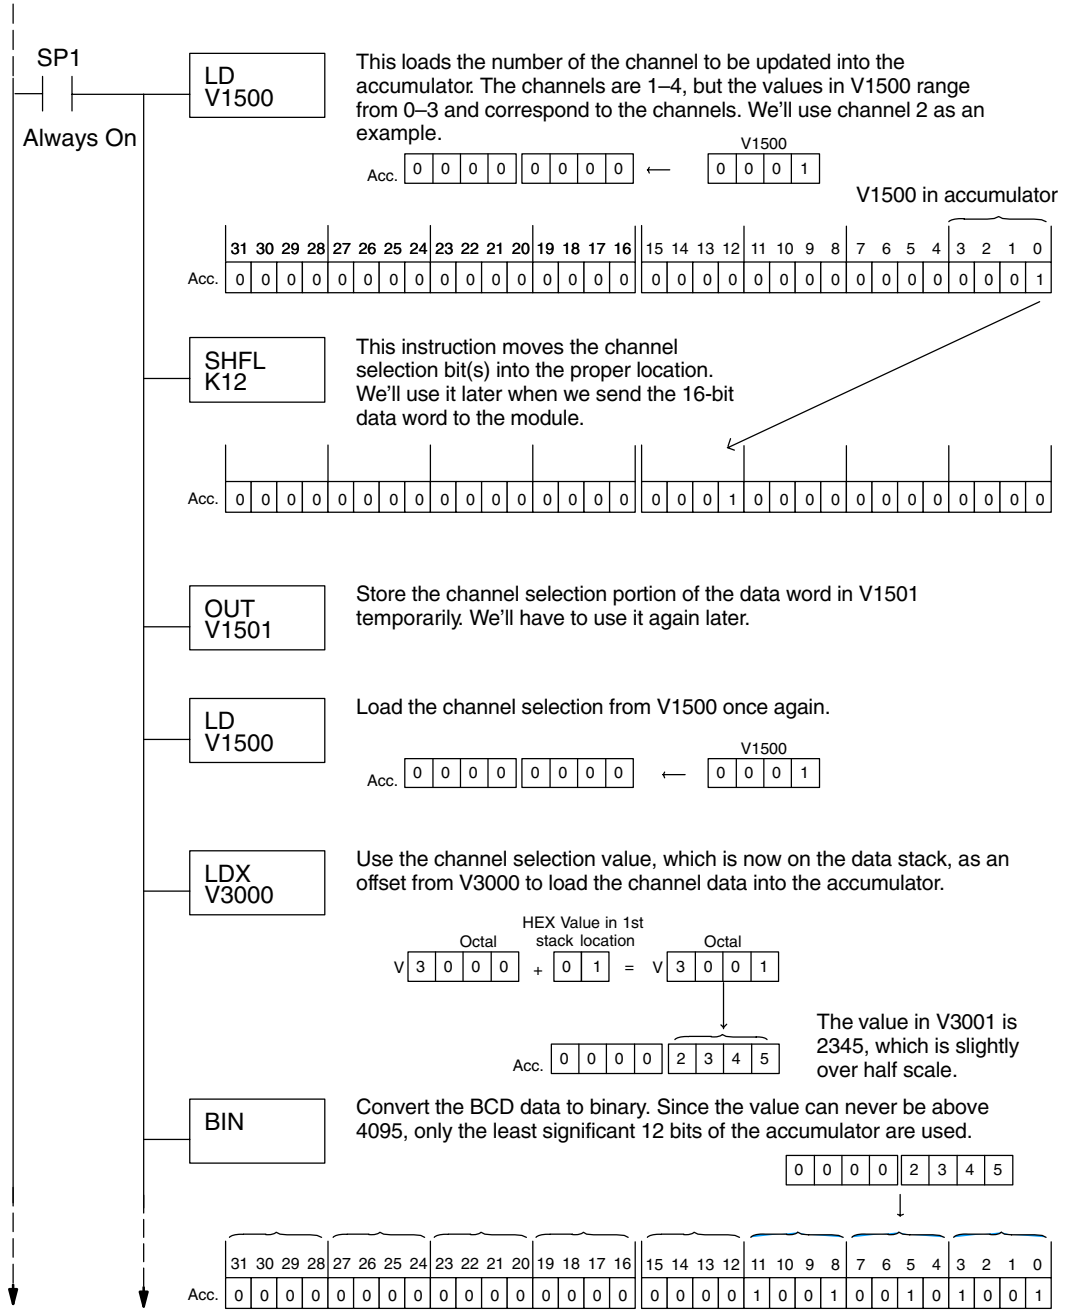 SP1
Always On
LD
V1500
This loads the number of the channel to be updated into the
accumulator. The channels are 1–4, but the values in V1500 range
from 0–3 and correspond to the channels. We'll use channel 2 as an
example.
V1500
Acc. 0 0 0 0 0 0 0 0 ← 0 0 0 1
V1500 in accumulator
31 30 29 28 27 26 25 24 23 22 21 20 19 18 17 16 15 14 13 12 11 10 9 8 7 6 5 4 3 2 1 0
Acc. 0 0 0 0 0 0 0 0 0 0 0 0 0 0 0 0 0 0 0 0 0 0 0 0 0 0 0 0 0 0 0 1
SHFL
K12
This instruction moves the channel
selection bit(s) into the proper location.
We'll use it later when we send the 16-bit
data word to the module.
Acc. 0 0 0 0 0 0 0 0 0 0 0 0 0 0 0 0 0 0 0 1 0 0 0 0 0 0 0 0 0 0 0 0
OUT
V1501
Store the channel selection portion of the data word in V1501
temporarily. We'll have to use it again later.
LD
V1500
Load the channel selection from V1500 once again.
V1500
Acc. 0 0 0 0 0 0 0 0 ← 0 0 0 1
LDX
V3000
Use the channel selection value, which is now on the data stack, as an
offset from V3000 to load the channel data into the accumulator.
HEX Value in 1st
Octal stack location Octal
V 3 0 0 0 + 0 1 = V 3 0 0 1
The value in V3001 is
2345, which is slightly
over half scale.
Acc. 0 0 0 0 2 3 4 5
BIN
Convert the BCD data to binary. Since the value can never be above
4095, only the least significant 12 bits of the accumulator are used.
0 0 0 0 2 3 4 5
31 30 29 28 27 26 25 24 23 22 21 20 19 18 17 16 15 14 13 12 11 10 9 8 7 6 5 4 3 2 1 0
Acc. 0 0 0 0 0 0 0 0 0 0 0 0 0 0 0 0 0 0 0 0 1 0 0 1 0 0 1 0 1 0 0 1